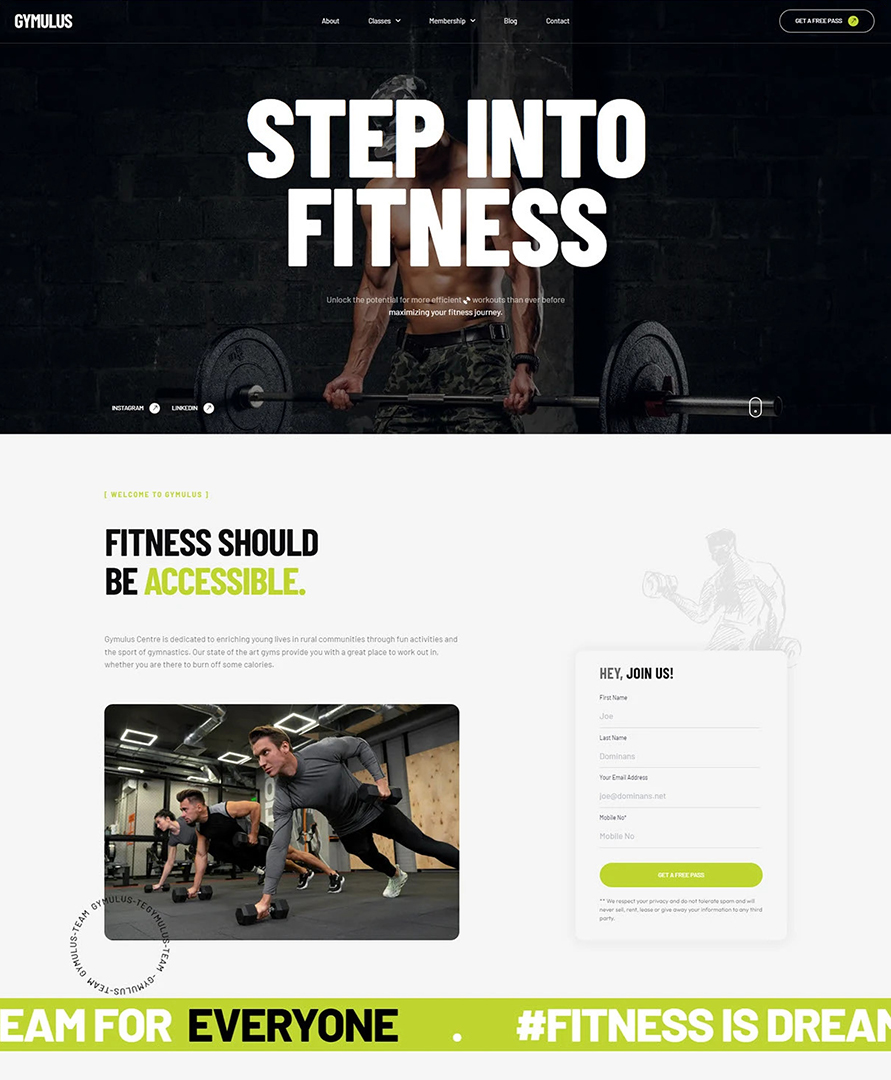 GYMULUS
About Classes Membership Blog Contact
GET A FREE PASS
STEP INTO
FITNESS
Unlock the potential for more efficient workouts than ever before
maximizing your fitness journey.
INSTAGRAM LINKEDIN
[ WELCOME TO GYMULUS ]
FITNESS SHOULD
BE ACCESSIBLE.
Gymulus Centre is dedicated to enriching young lives in rural communities through fun activities and
the sport of gymnastics. Our state of the art gyms provide you with a great place to work out in,
whether you are there to burn off some calories.
GYMULUS-TEAM GYMULUS-TEGYMULUS-TEAM -GYMULUS-TEAM
HEY, JOIN US!
First Name
Joe
Last Name
Dominans
Your Email Address
joe@dominans.net
Mobile No*
Mobile No
GET A FREE PASS
** We respect your privacy and do not tolerate spam and will
never sell, rent, lease or give away your information to any third
party.
EAM FOR EVERYONE . #FITNESS IS DREAM